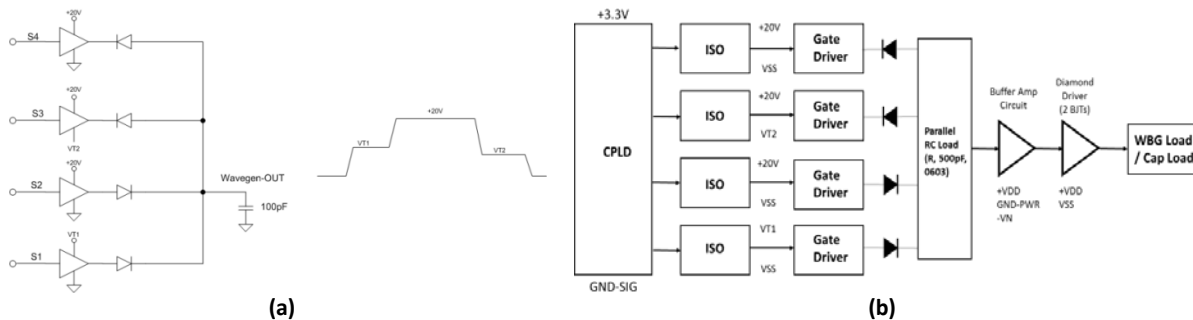 +20V
S4
+20V
S3
VT2
+20V
S2
Wavegen-OUT
100pF
VT1
S1
VT1
+20V
VT2
(a)
+3.3V
CPLD
GND-SIG
ISO
+20V
VSS
Gate
Driver
ISO
+20V
VT2
Gate
Driver
ISO
+20V
VSS
Gate
Driver
ISO
VT1
VSS
Gate
Driver
Parallel
RC Load
(R, 500pF,
0603)
Buffer Amp
Circuit
+VDD
GND-PWR
-VN
Diamond
Driver
(2 BJTs)
+VDD
VSS
WBG Load
/ Cap Load
(b)